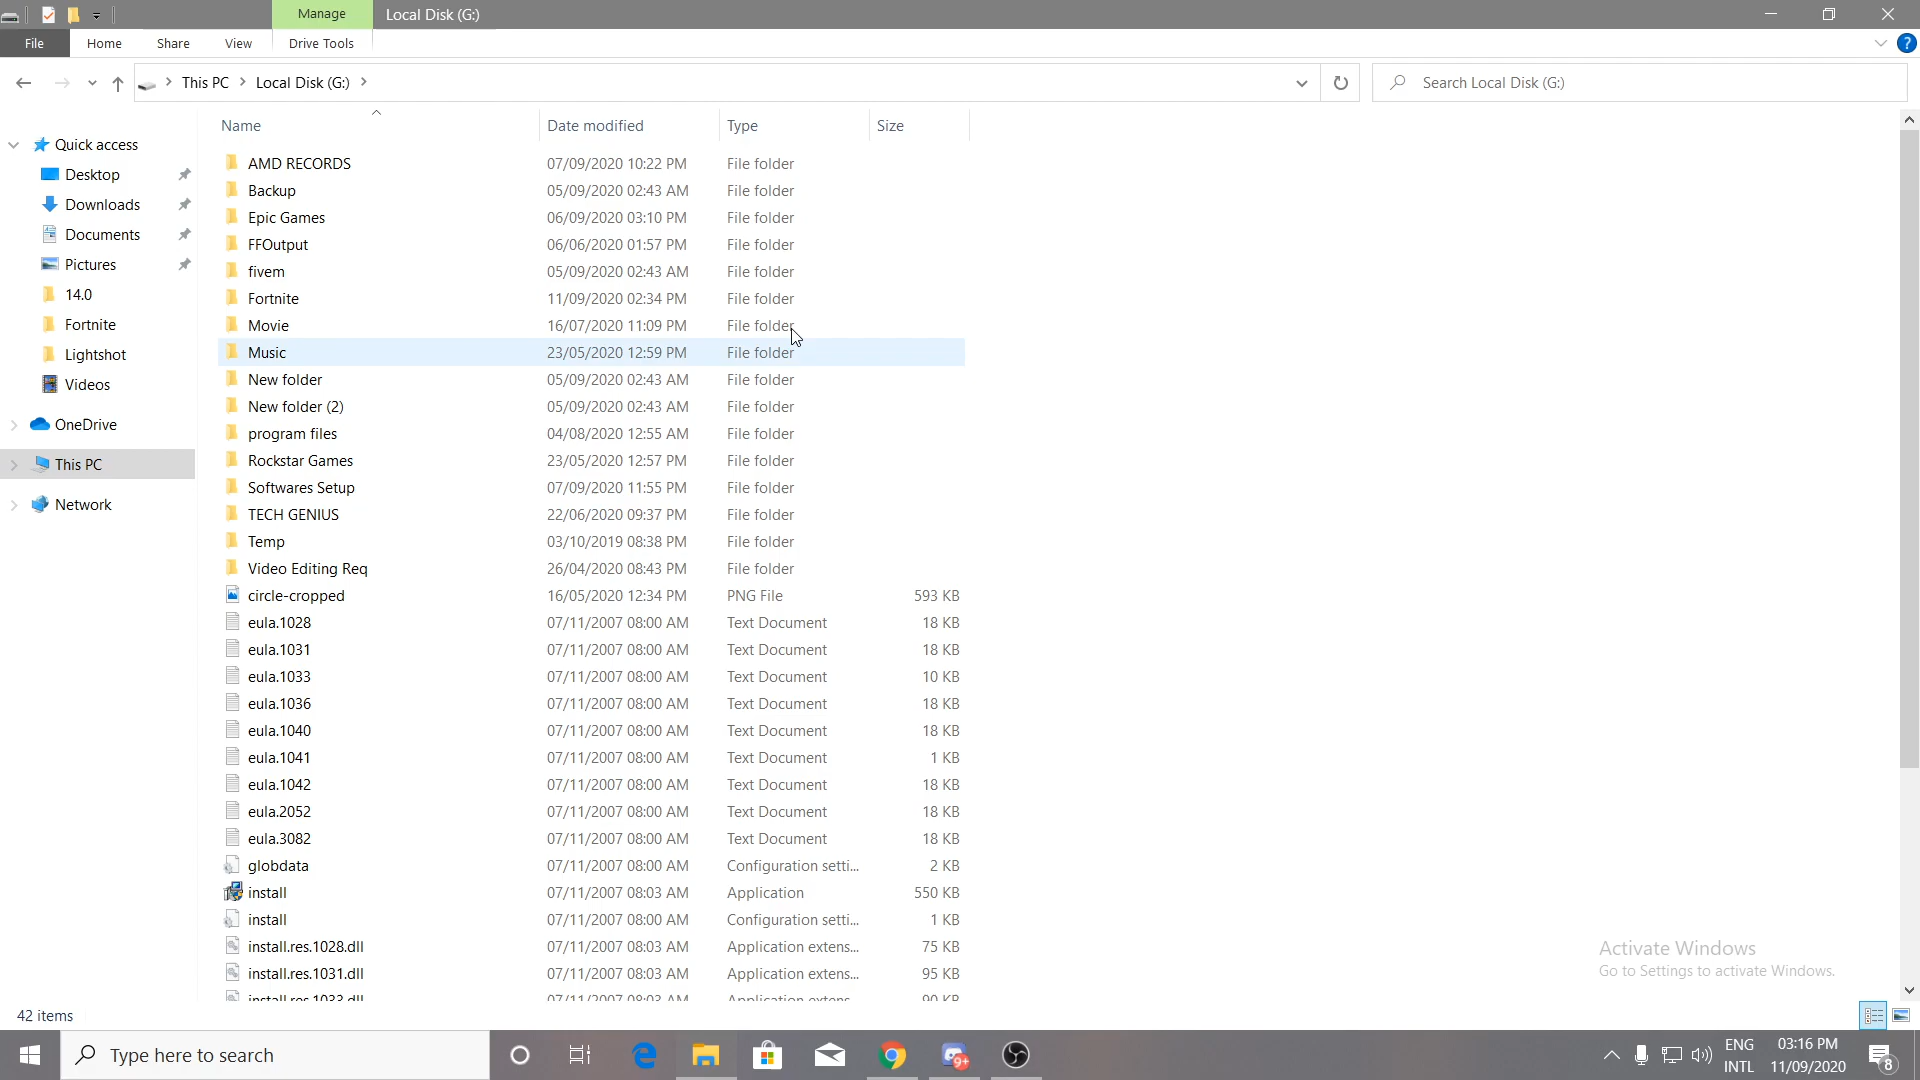 Manage Local Disk (G:)
File Home Share View Drive Tools ?
This PC Local Disk (G:) Search Local Disk (G:)
Name Date modified Type Size
Quick access
Desktop
Downloads
Documents
Pictures
14.0
Fortnite
Lightshot
Videos
OneDrive
This PC
Network
AMD RECORDS 07/09/2020 10:22 PM File folder
Backup 05/09/2020 02:43 AM File folder
Epic Games 06/09/2020 03:10 PM File folder
FFOutput 06/06/2020 01:57 PM File folder
fivem 05/09/2020 02:43 AM File folder
Fortnite 11/09/2020 02:34 PM File folder
Movie 16/07/2020 11:09 PM File folder
Music 23/05/2020 12:59 PM File folder
New folder 05/09/2020 02:43 AM File folder
New folder (2) 05/09/2020 02:43 AM File folder
program files 04/08/2020 12:55 AM File folder
Rockstar Games 23/05/2020 12:57 PM File folder
Softwares Setup 07/09/2020 11:55 PM File folder
TECH GENIUS 22/06/2020 09:37 PM File folder
Temp 03/10/2019 08:38 PM File folder
Video Editing Req 26/04/2020 08:43 PM File folder
circle-cropped 16/05/2020 12:34 PM PNG File 593 KB
eula.1028 07/11/2007 08:00 AM Text Document 18 KB
eula.1031 07/11/2007 08:00 AM Text Document 18 KB
eula.1033 07/11/2007 08:00 AM Text Document 10 KB
eula.1036 07/11/2007 08:00 AM Text Document 18 KB
eula.1040 07/11/2007 08:00 AM Text Document 18 KB
eula.1041 07/11/2007 08:00 AM Text Document 1 KB
eula.1042 07/11/2007 08:00 AM Text Document 18 KB
eula.2052 07/11/2007 08:00 AM Text Document 18 KB
eula.3082 07/11/2007 08:00 AM Text Document 18 KB
globdata 07/11/2007 08:00 AM Configuration setti... 2 KB
install 07/11/2007 08:03 AM Application 550 KB
install 07/11/2007 08:00 AM Configuration setti... 1 KB
install.res.1028.dll 07/11/2007 08:03 AM Application extens... 75 KB
install.res.1031.dll 07/11/2007 08:03 AM Application extens... 95 KB
install.res.1033.dll 07/11/2007 08:03 AM Application extens... 90 KB
Activate Windows
Go to Settings to activate Windows.
42 items
Type here to search
9+
ENG
INTL
03:16 PM
11/09/2020
8